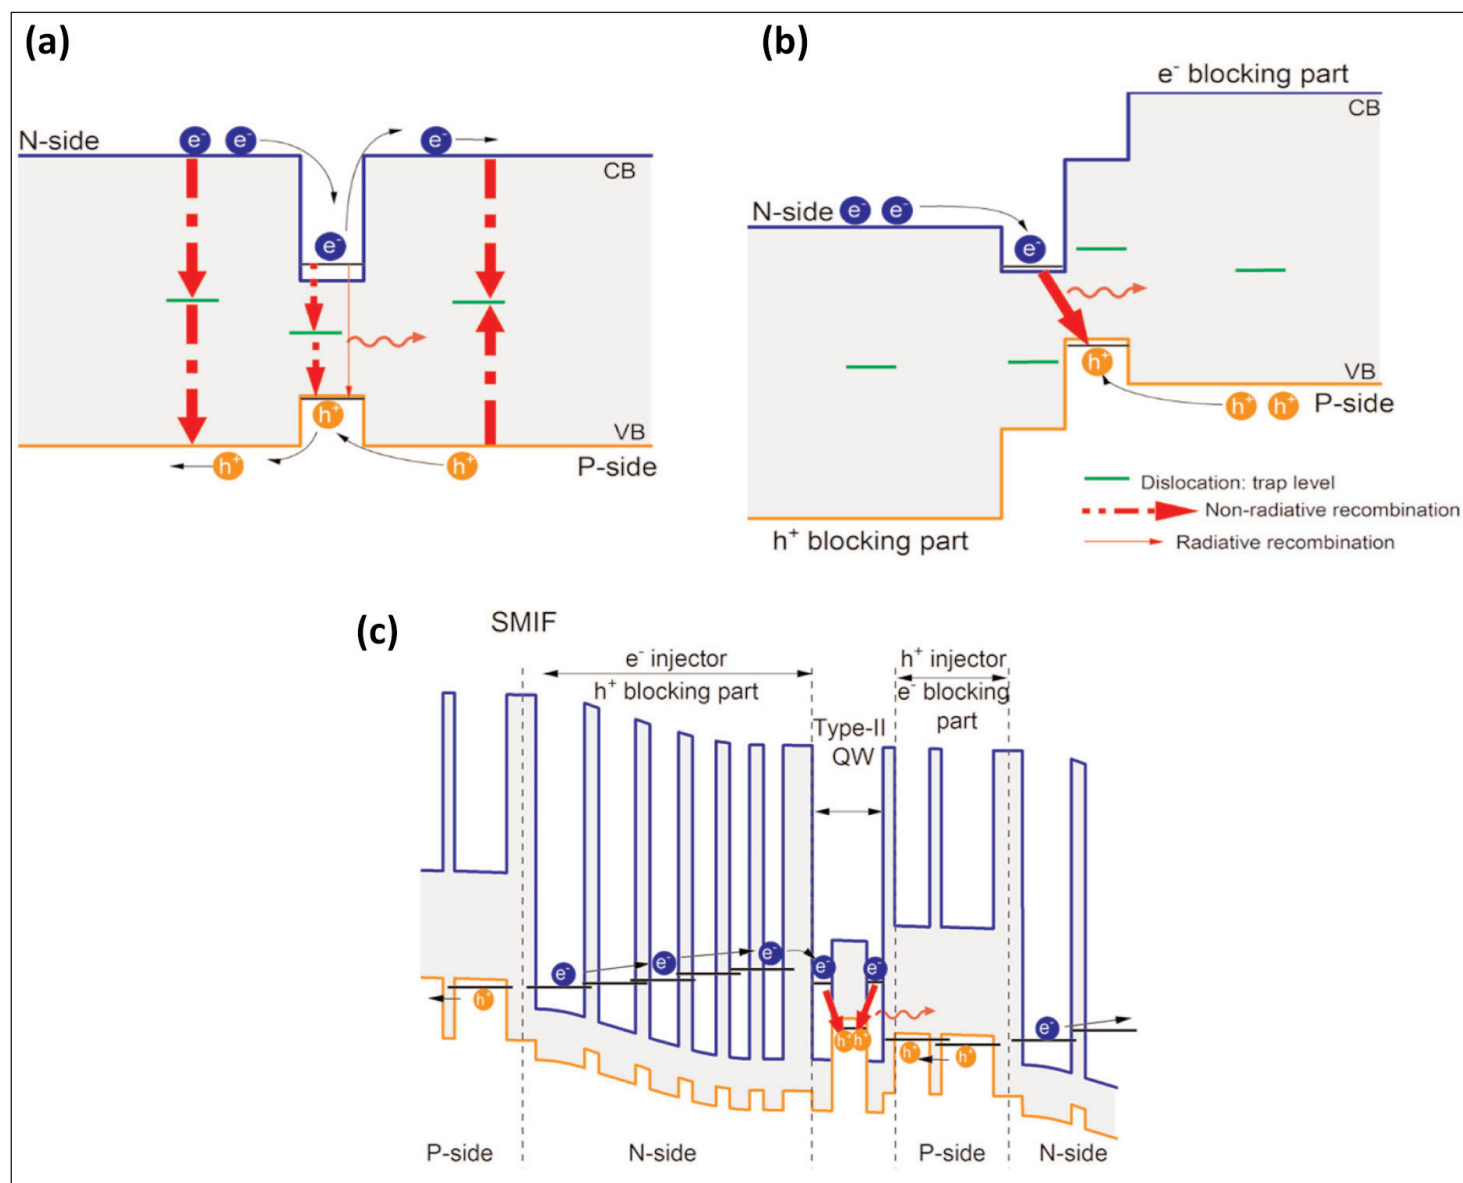 (a)
N-side
e⁻ e⁻
e⁻
CB
e⁻
h⁺
VB
h⁺
h⁺
P-side
(b)
e⁻ blocking part
CB
N-side e⁻ e⁻
e⁻
h⁺
VB
h⁺ h⁺ P-side
h⁺ blocking part
Dislocation: trap level
Non-radiative recombination
Radiative recombination
(c)
SMIF
e⁻ injector
h⁺ blocking part
Type-II
QW
h⁺ injector
e⁻ blocking
part
e⁻
e⁻
e⁻
e⁻
e⁻
h⁺
h⁺ h⁺
h⁺
h⁺
e⁻
P-side
N-side
P-side
N-side